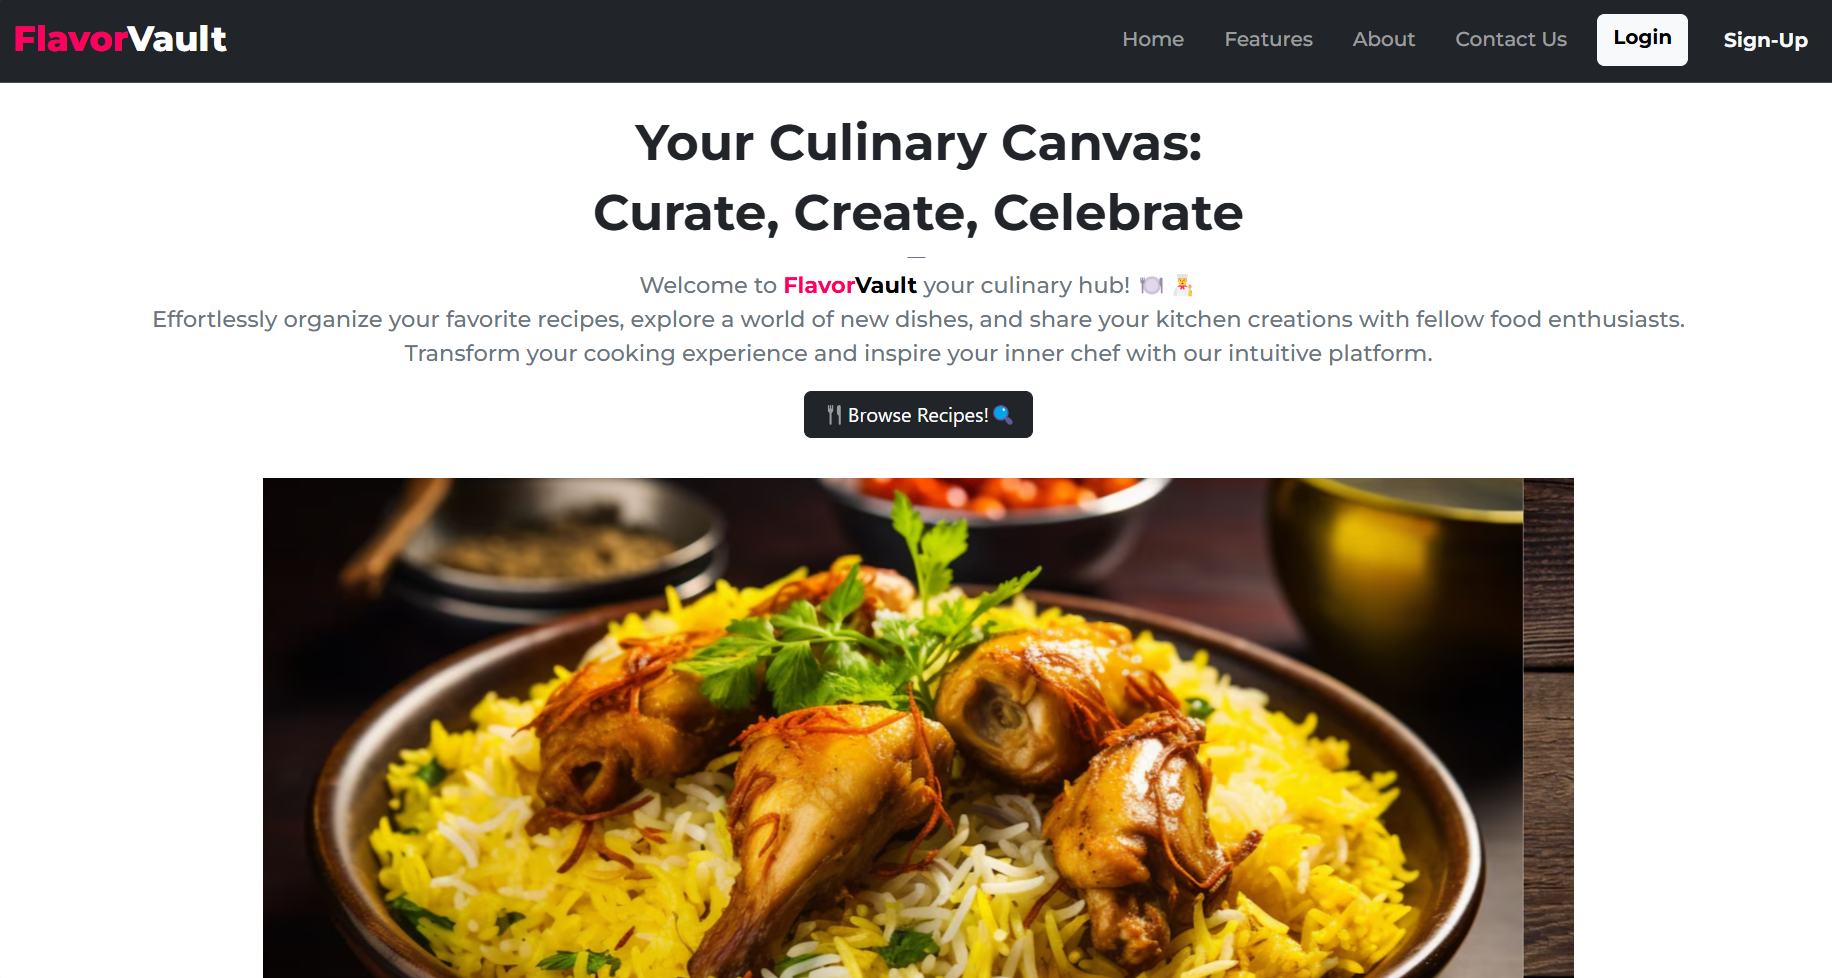 FlavorVault
Home Features About Contact Us Login Sign-Up
Your Culinary Canvas:
Curate, Create, Celebrate
Welcome to FlavorVault your culinary hub! 🍽️ 👩‍🍳
Effortlessly organize your favorite recipes, explore a world of new dishes, and share your kitchen creations with fellow food enthusiasts.
Transform your cooking experience and inspire your inner chef with our intuitive platform.
🍴Browse Recipes!🔍